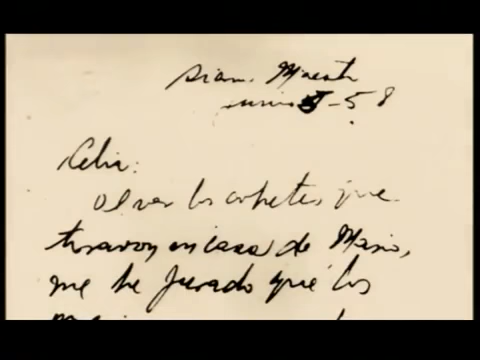 Sierra Maestra
Junio 5-58
Celia:
Al ver los cohetes que
tiraron en casa de Mario,
me he jurado que los